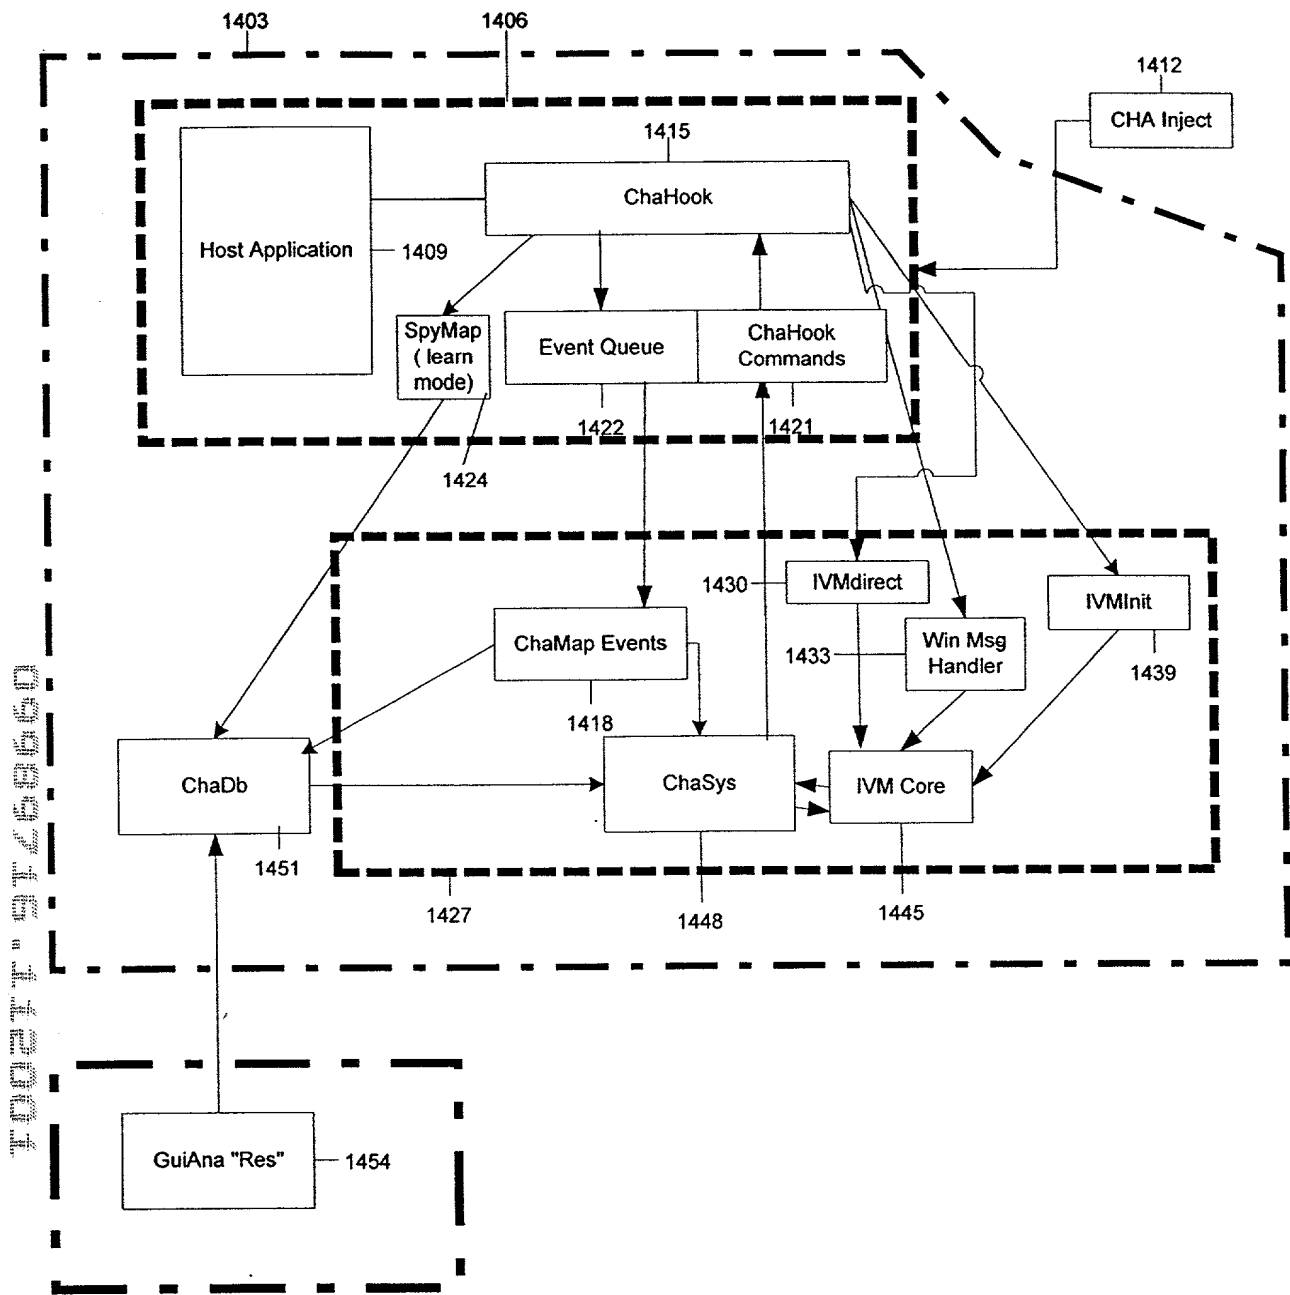 1403
1406
1412
CHA Inject
1415
ChaHook
Host Application
1409
SpyMap
( learn
mode)
Event Queue
ChaHook
Commands
1422
1421
1424
1430
IVMdirect
IVMInit
ChaMap Events
1433
Win Msg
Handler
1439
1418
ChaDb
ChaSys
IVM Core
1451
1427
1448
1445
GuiAna "Res"
1454